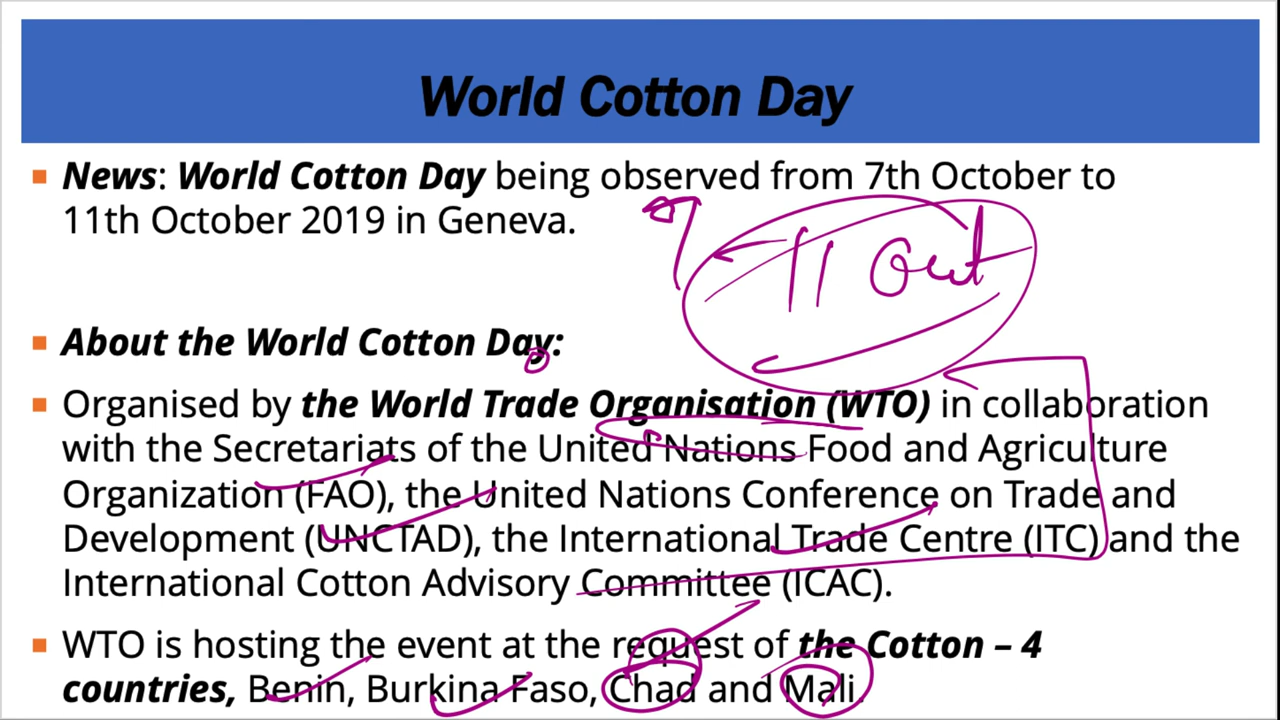 World Cotton Day
News: World Cotton Day being observed from 7th October to
11th October 2019 in Geneva.
11 Out
About the World Cotton Day:
Organised by the World Trade Organisation (WTO) in collaboration
with the Secretariats of the United Nations Food and Agriculture
Organization (FAO), the United Nations Conference on Trade and
Development (UNCTAD), the International Trade Centre (ITC) and the
International Cotton Advisory Committee (ICAC).
WTO is hosting the event at the request of the Cotton – 4
countries, Benin, Burkina Faso, Chad and Mali.